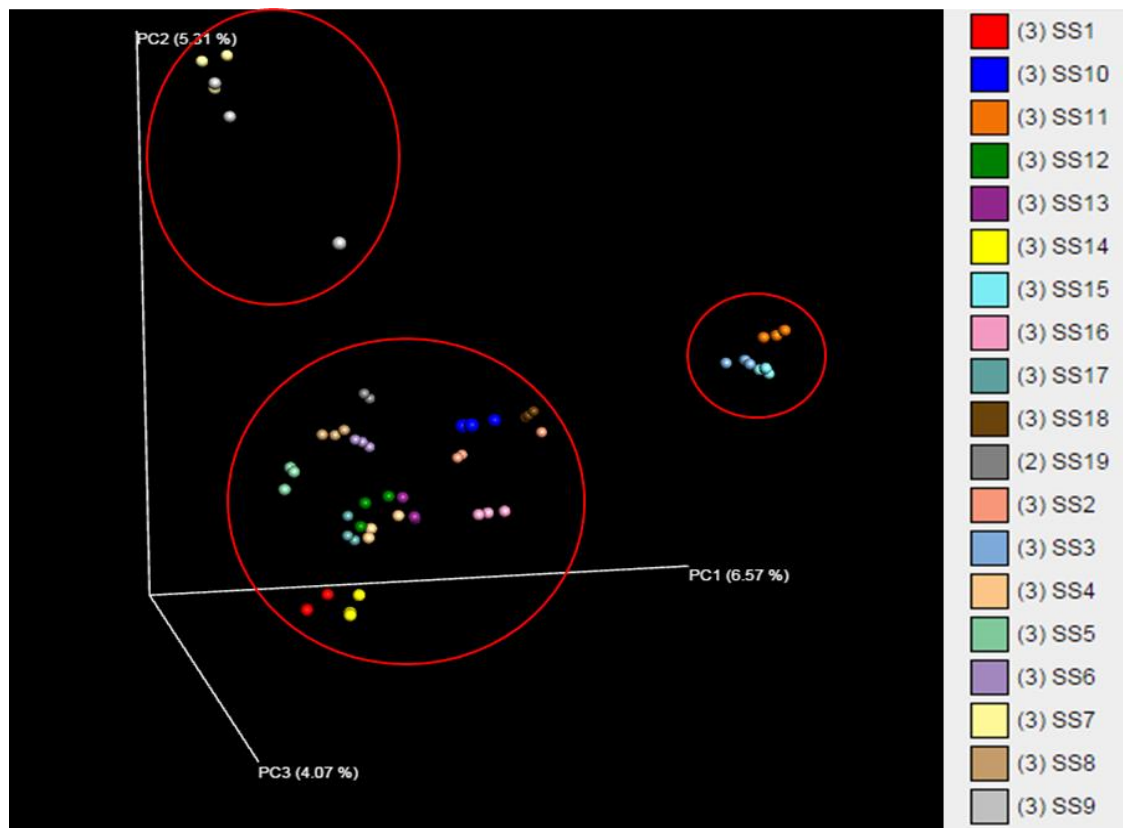 PC2 (5.31 %)
PC1 (6.57 %)
PC3 (4.07 %)
(3) SS1
(3) SS10
(3) SS11
(3) SS12
(3) SS13
(3) SS14
(3) SS15
(3) SS16
(3) SS17
(3) SS18
(2) SS19
(3) SS2
(3) SS3
(3) SS4
(3) SS5
(3) SS6
(3) SS7
(3) SS8
(3) SS9